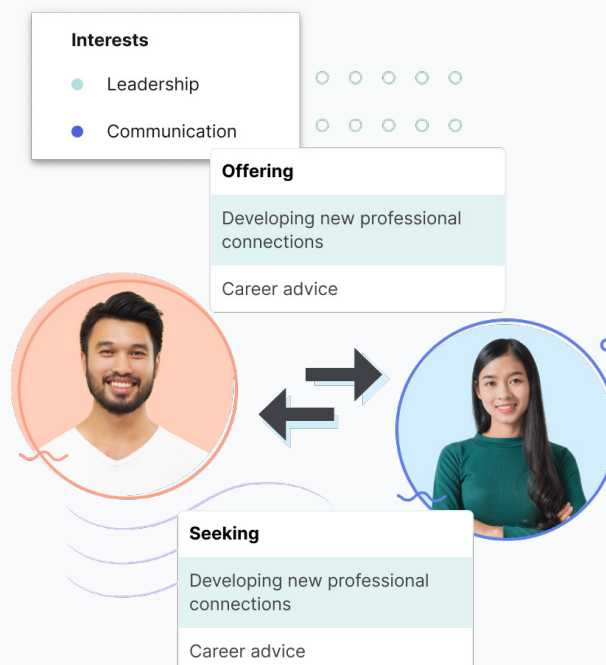 Interests
Leadership
Communication
Offering
Developing new professional
connections
Career advice
Seeking
Developing new professional
connections
Career advice